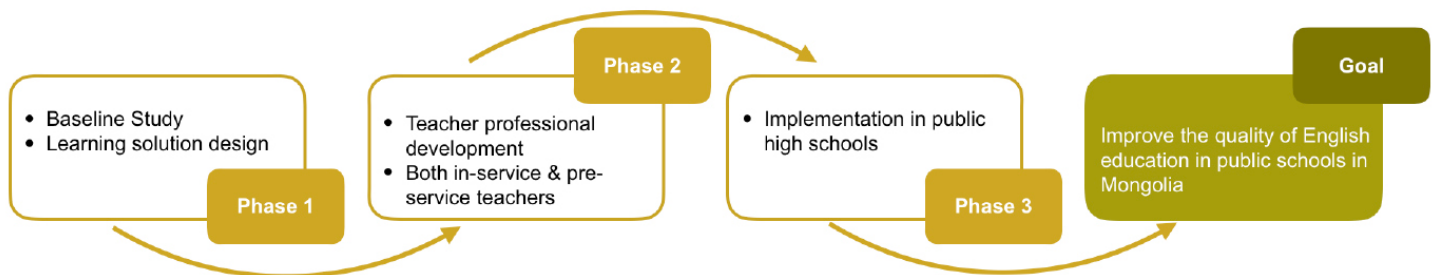 • Baseline Study
• Learning solution design
Phase 1
Phase 2
• Teacher professional
development
• Both in-service & pre-
service teachers
• Implementation in public
high schools
Phase 3
Goal
Improve the quality of English
education in public schools in
Mongolia